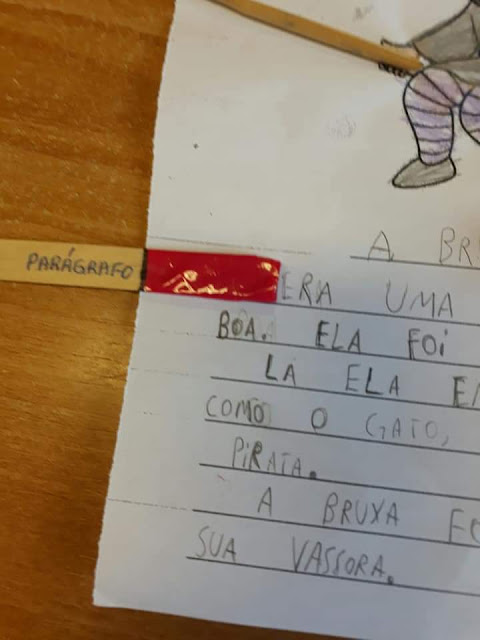 PARÁGRAFO
A BR
ERA UMA
BOA. ELA FOI
LA ELA E
COMO O GATO,
PIRATA.
A BRUXA FO
SUA VASSORA.